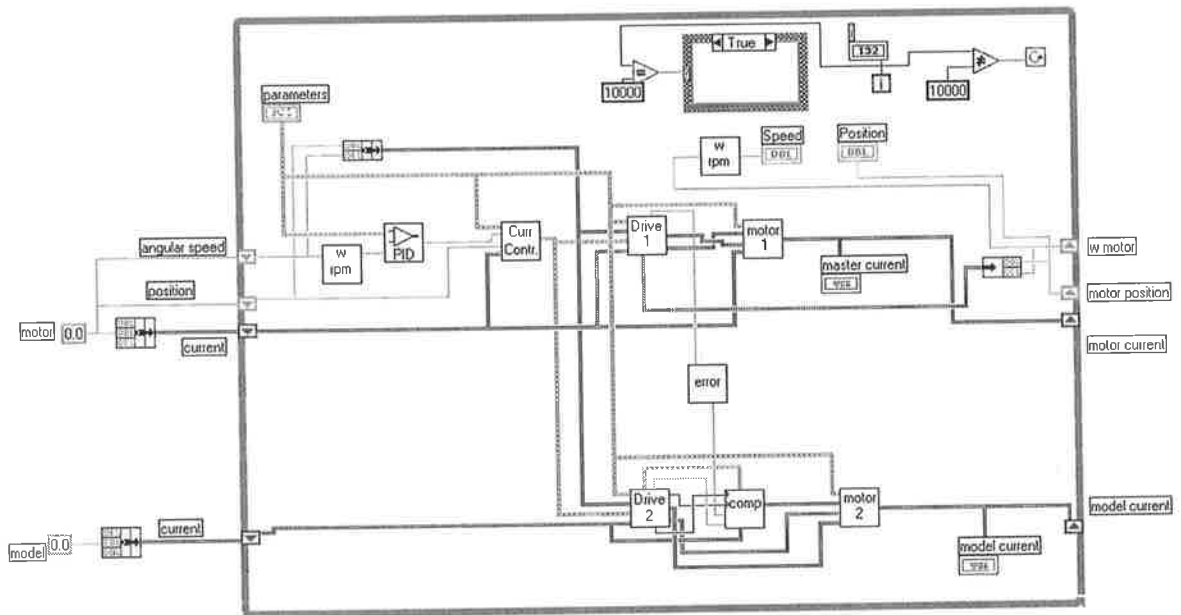 True
i
I32
10000
i
10000
parameters
Speed
DBL
Position
DBL
w
rpm
angular speed
w
rpm
PID
Curr
Contr.
Drive
1
motor
1
master current
w motor
position
motor position
motor
0.0
current
motor current
error
Drive
2
comp
motor
2
current
model current
model
0.0
model current